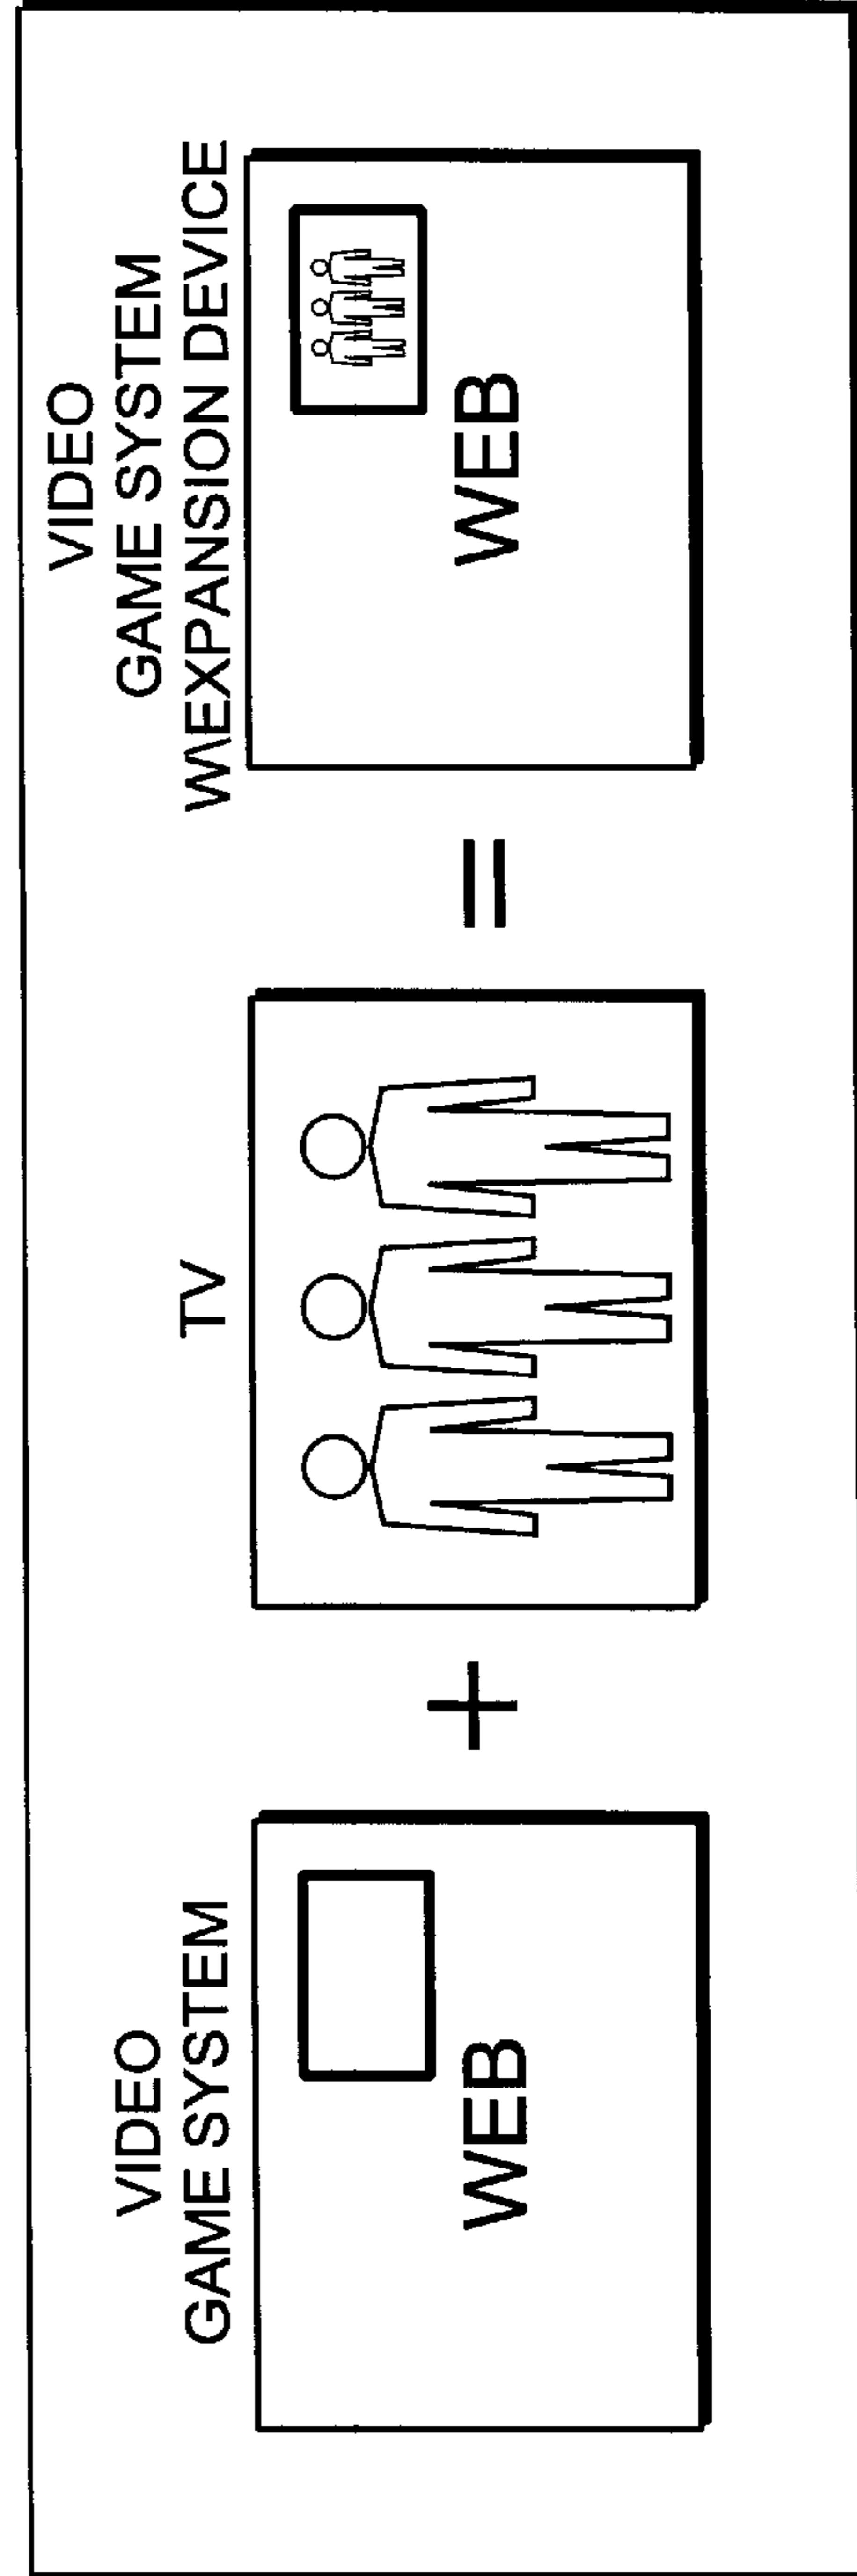 VIDEO
GAME SYSTEM
WEB
+
TV
=
VIDEO
GAME SYSTEM
W\EXPANSION DEVICE
WEB